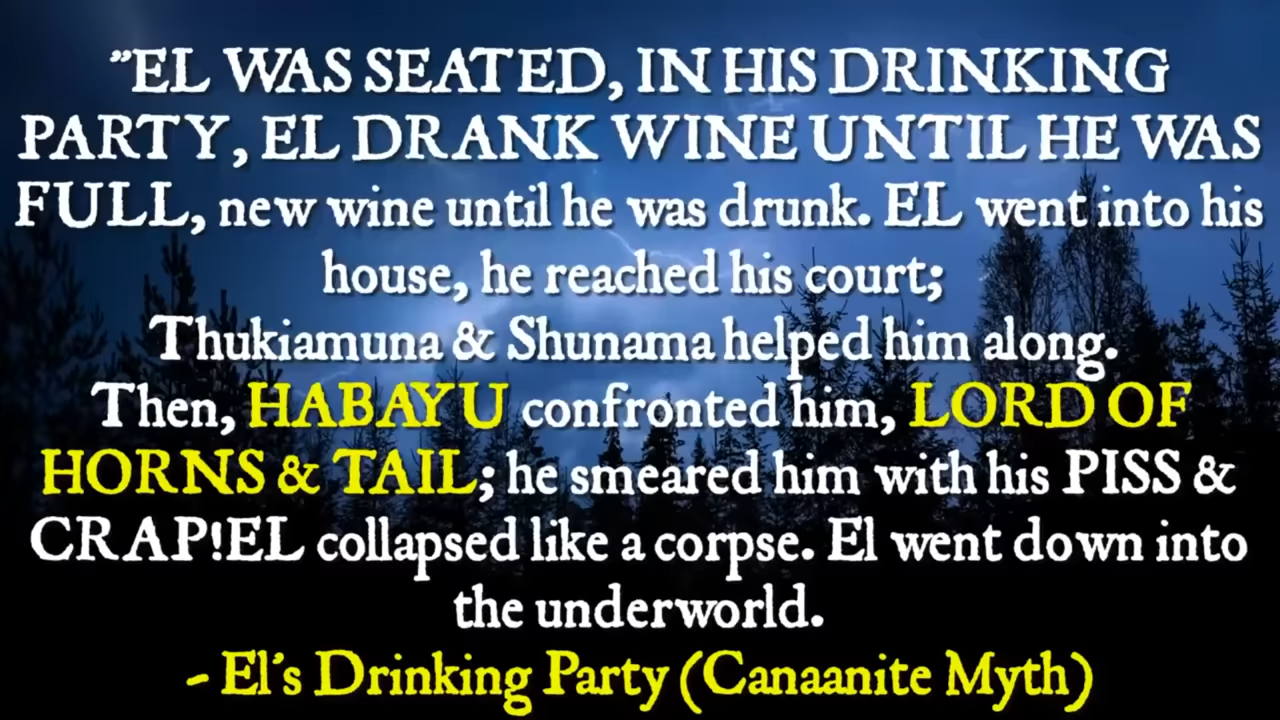 "EL WAS SEATED, IN HIS DRINKING
PARTY, EL DRANK WINE UNTIL HE WAS
FULL, new wine until he was drunk. EL went into his
house, he reached his court;
Thukiamuna & Shunama helped him along.
Then, HABAYU confronted him, LORD OF
HORNS & TAIL; he smeared him with his PISS &
CRAP!EL collapsed like a corpse. El went down into
the underworld.
- El's Drinking Party (Canaanite Myth)